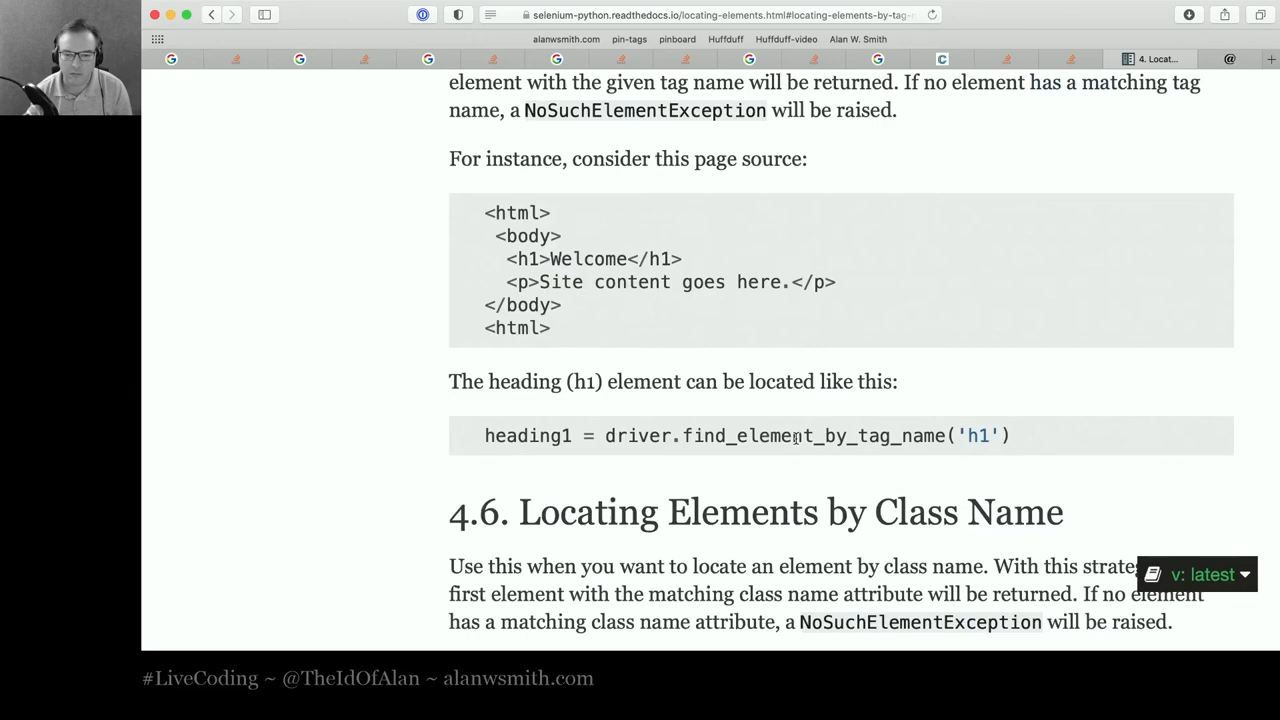 selenium-python.readthedocs.io/locating-elements.html#locating-elements-by-tag-
alanwsmith.com pin-tags pinboard Huffduff Huffduff-video Alan W. Smith
4. Locat...
element with the given tag name will be returned. If no element has a matching tag
name, a NoSuchElementException will be raised.
For instance, consider this page source:
<html>
<body>
<h1>Welcome</h1>
<p>Site content goes here.</p>
</body>
<html>
The heading (h1) element can be located like this:
heading1 = driver.find_element_by_tag_name('h1')
4.6. Locating Elements by Class Name
Use this when you want to locate an element by class name. With this
v: latest
first element with the matching class name attribute will be returned. If no element
has a matching class name attribute, a NoSuchElementException will be raised.
#LiveCoding ~ @TheIdOfAlan ~ alanwsmith.com